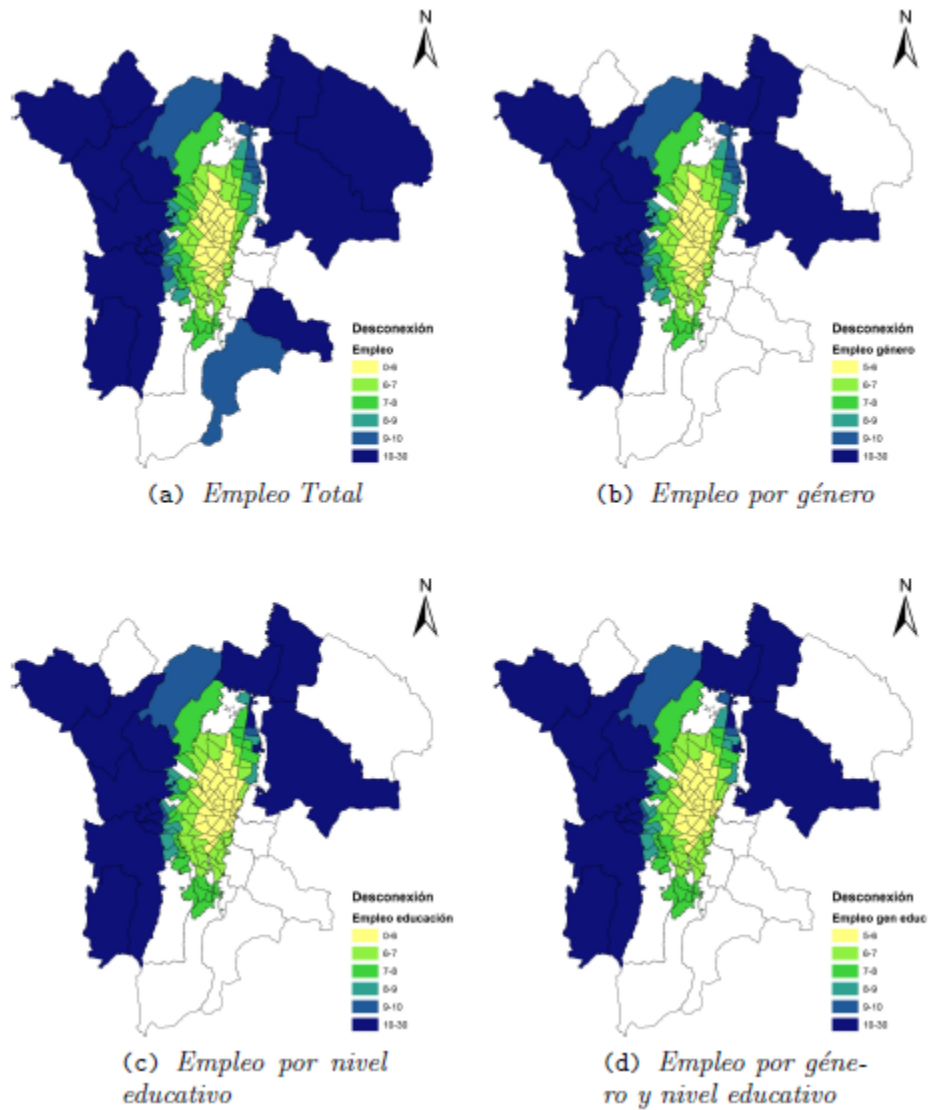 N
N
Desconexión
Empleo
0-6
6-7
7-8
8-9
9-10
10-30
Desconexión
Empleo género
5-6
6-7
7-8
8-9
9-10
10-30
(a) Empleo Total
(b) Empleo por género
N
N
Desconexión
Empleo educación
0-6
6-7
7-8
8-9
9-10
10-30
Desconexión
Empleo gen educ
5-6
6-7
7-8
8-9
9-10
10-30
(c) Empleo por nivel
educativo
(d) Empleo por géne-
ro y nivel educativo